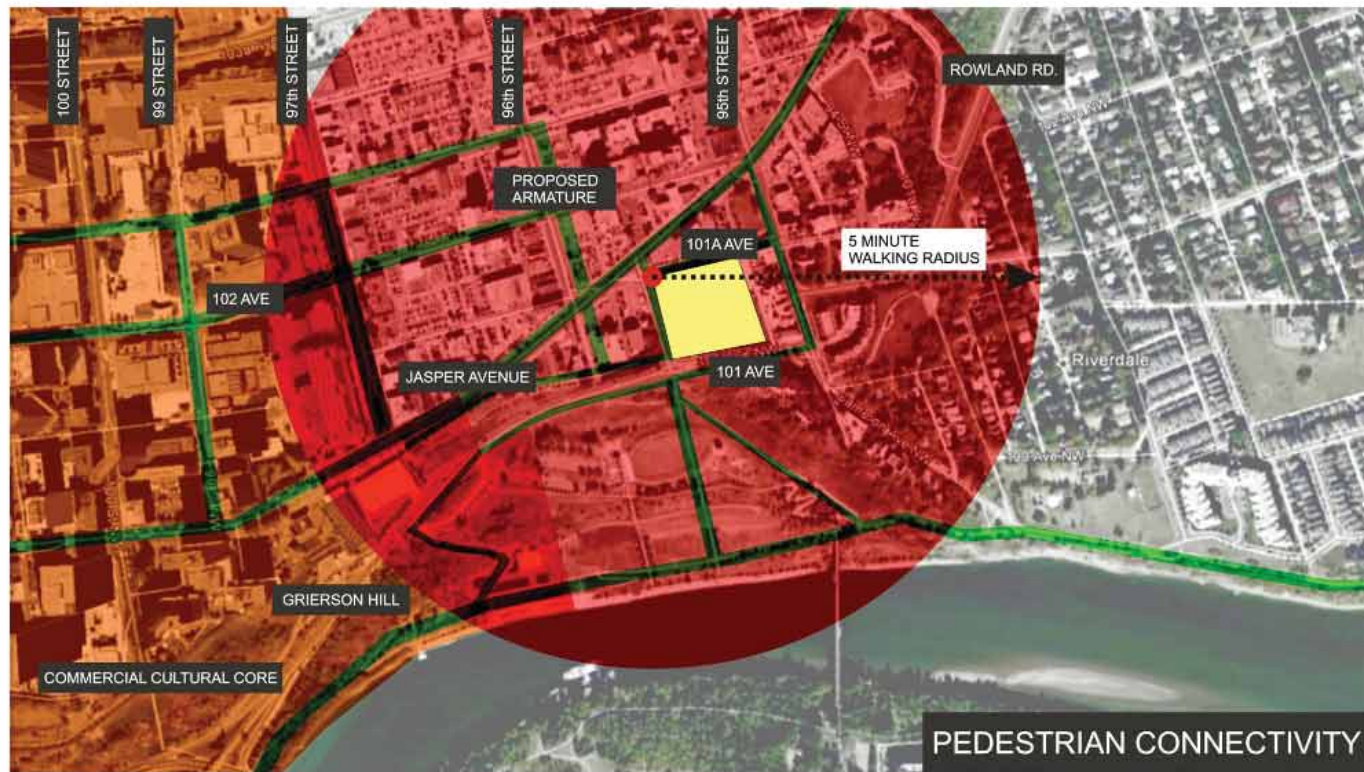 100 STREET
99 STREET
97th STREET
96th STREET
95th STREET
ROWLAND RD.
PROPOSED
ARMATURE
101A AVE
5 MINUTE
WALKING RADIUS
102 AVE
JASPER AVENUE
101 AVE
Riverdale
GRIERSON HILL
COMMERCIAL CULTURAL CORE
PEDESTRIAN CONNECTIVITY